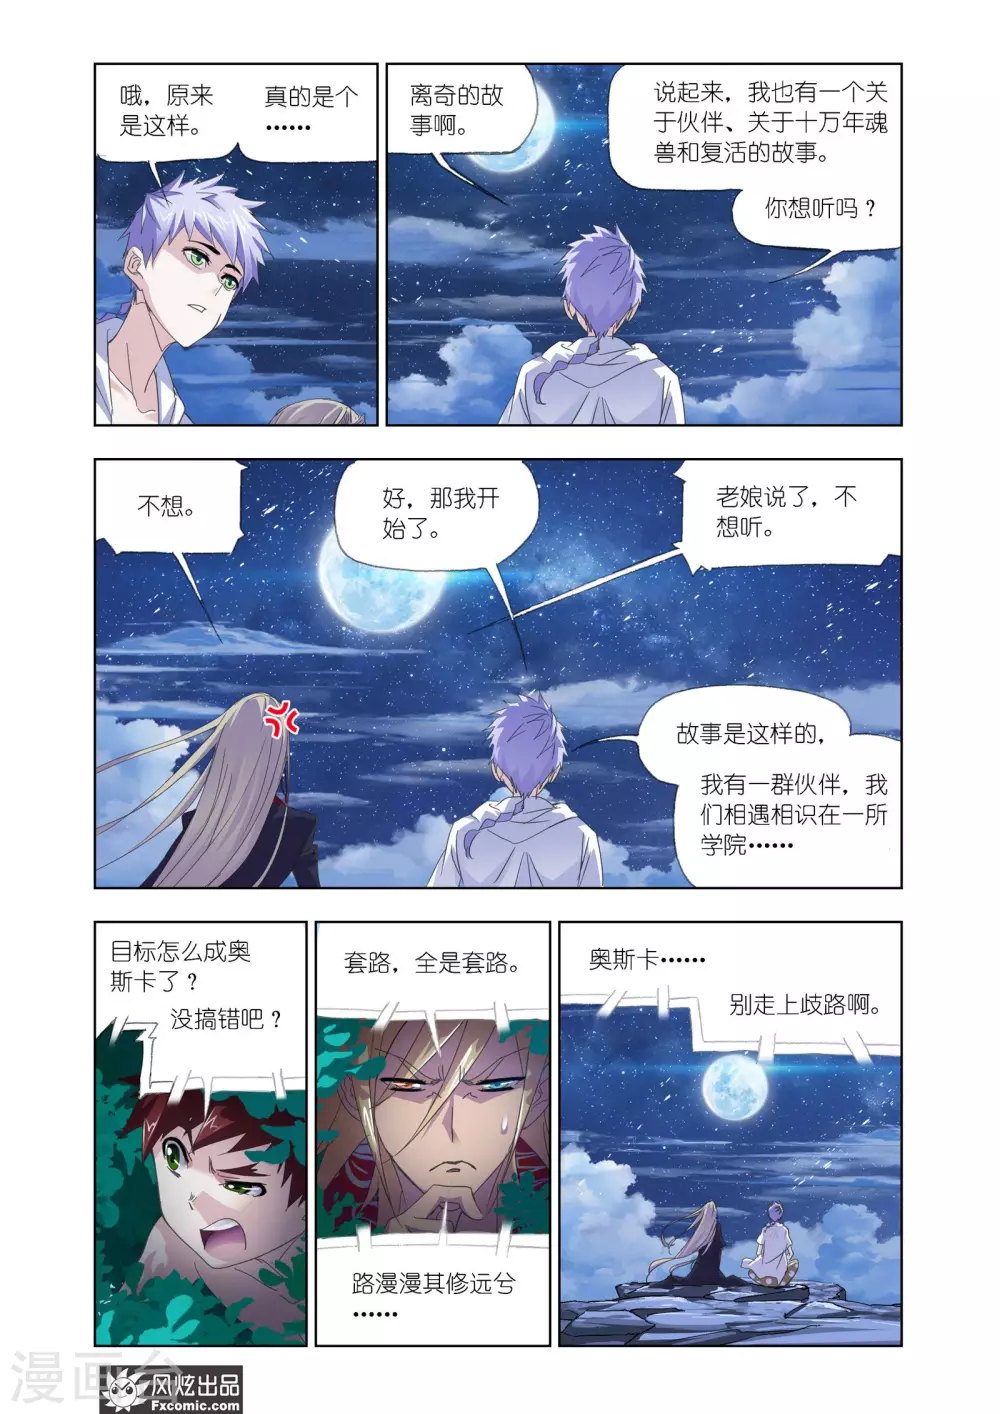 哦，原来
是这样。
真的是个
……
离奇的故
事啊。
说起来，我也有一个关
于伙伴、关于十万年魂
兽和复活的故事。
你想听吗？
不想。
好，那我开
始了。
老娘说了，不
想听。
故事是这样的，
我有一群伙伴，我
们相遇相识在一所
学院……
目标怎么成奥
斯卡了？
没搞错吧？
套路，全是套路。
路漫漫其修远兮
……
奥斯卡……
别走上歧路啊。
漫画台
风炫出品
Fxcomic.com